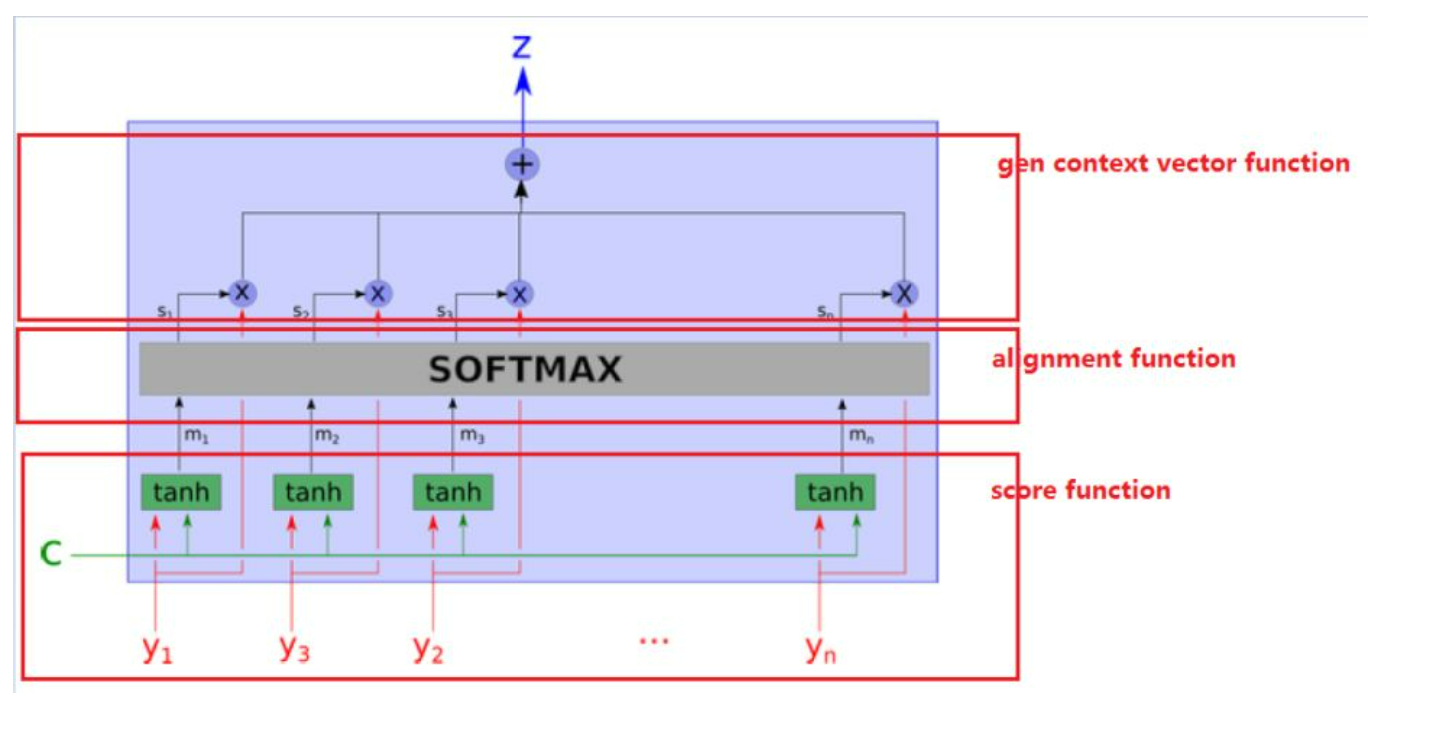 Z
+
gen context vector function
X X X X
s₁ s₂ s₃ sₙ
SOFTMAX
alignment function
m₁ m₂ m₃ mₙ
tanh tanh tanh tanh
score function
C
y₁ y₃ y₂ ... yₙ